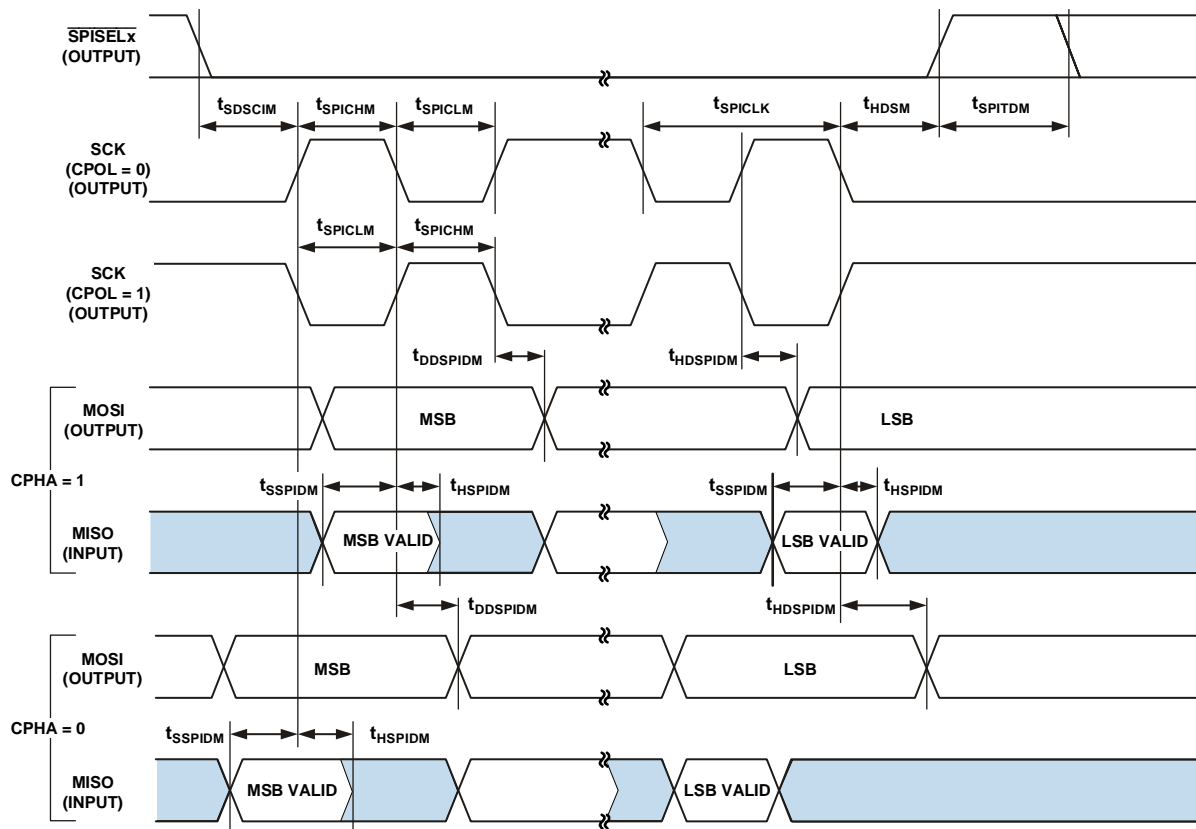 SPISELx
(OUTPUT)
tSDSCIM tSPICHM tSPICLM tSPICLK tHDSM tSPITDM
SCK
(CPOL = 0)
(OUTPUT)
tSPICLM tSPICHM
SCK
(CPOL = 1)
(OUTPUT)
tDDSPIDM tHDSPIDM
MOSI
(OUTPUT)
MSB LSB
CPHA = 1
tSSPIDM tHSPIDM tSSPIDM tHSPIDM
MISO
(INPUT)
MSB VALID LSB VALID
tDDSPIDM tHDSPIDM
MOSI
(OUTPUT)
MSB LSB
CPHA = 0
tSSPIDM tHSPIDM
MISO
(INPUT)
MSB VALID LSB VALID